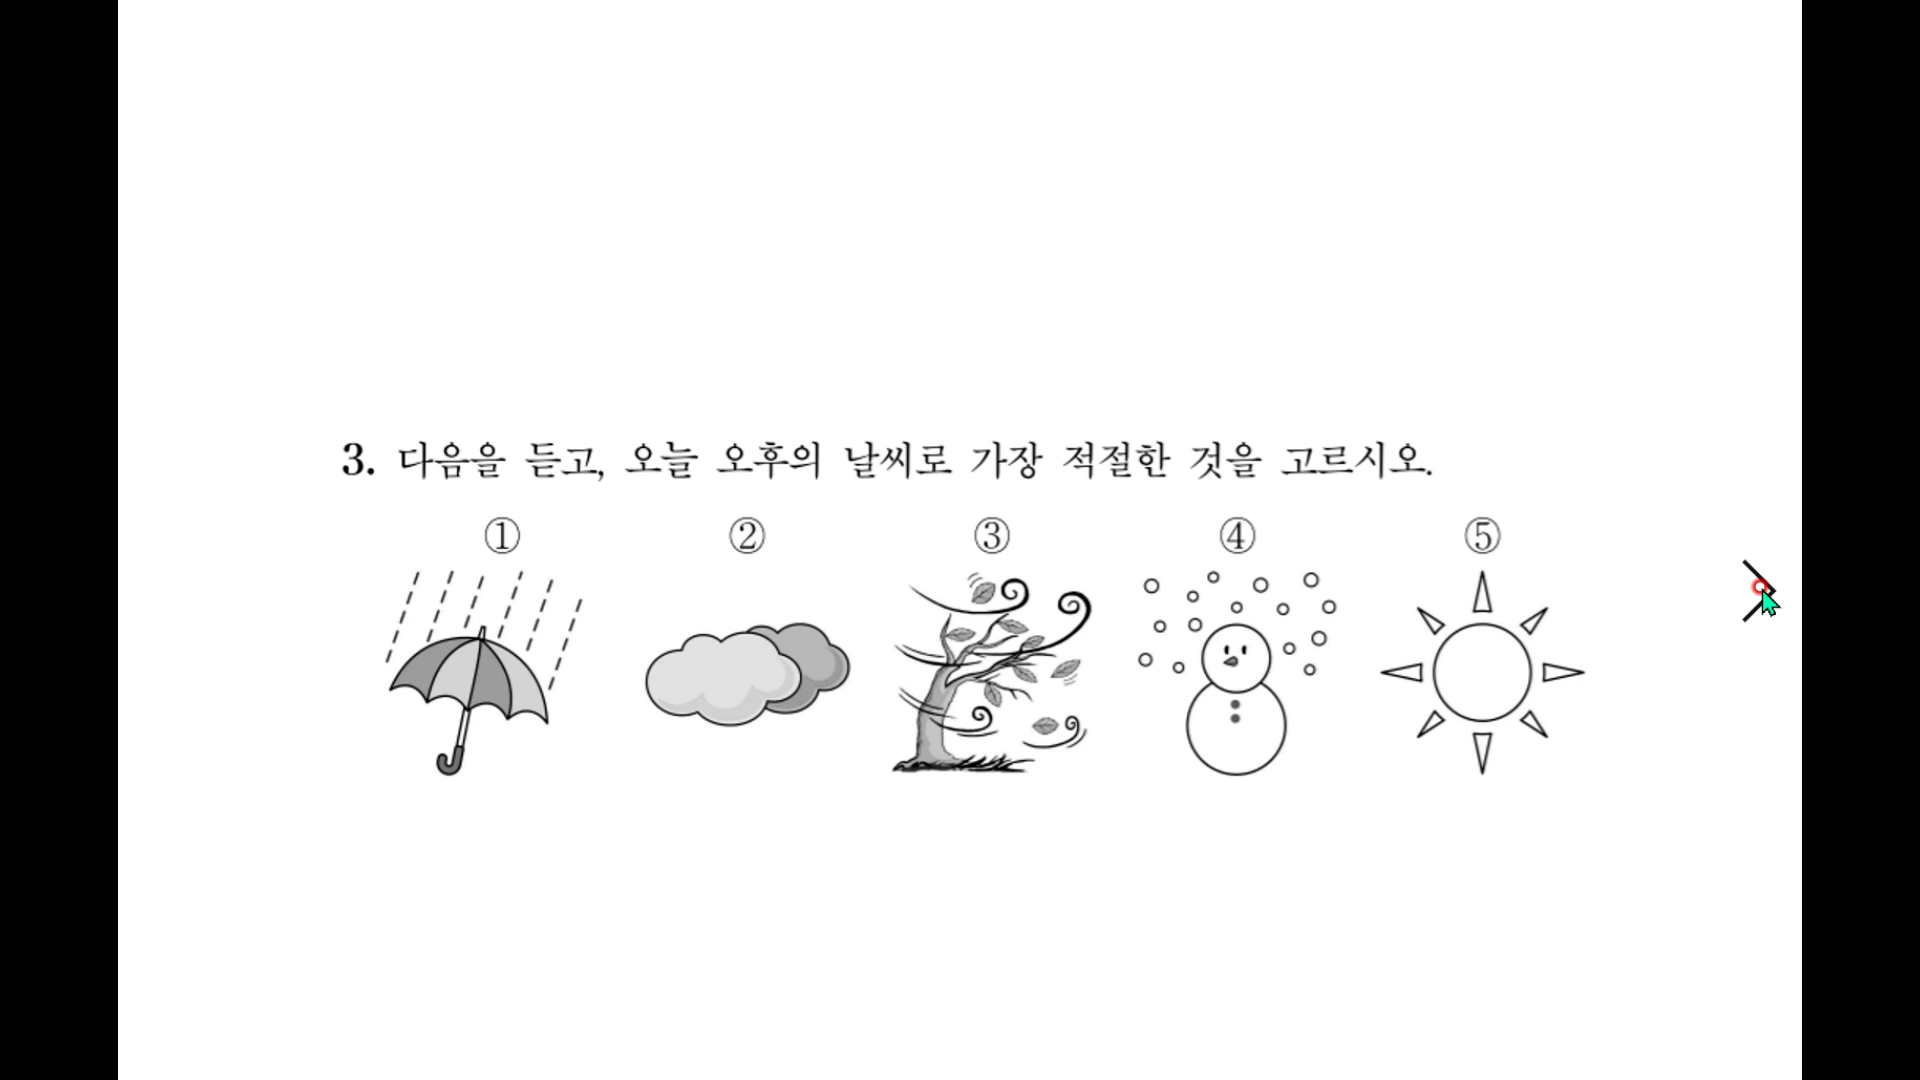 3. 다음을 듣고, 오늘 오후의 날씨로 가장 적절한 것을 고르시오.
① ② ③ ④ ⑤